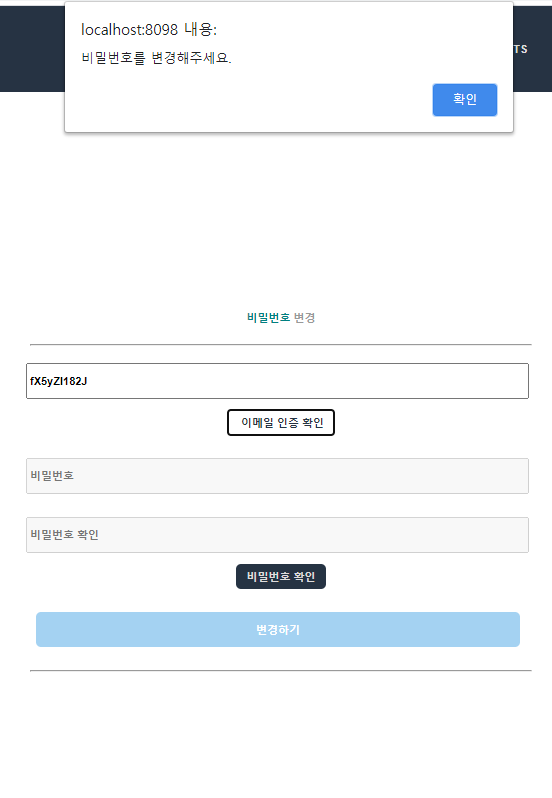 localhost:8098 내용:
비밀번호를 변경해주세요.
TS
확인
비밀번호 변경
fX5yZI182J
이메일 인증 확인
비밀번호
비밀번호 확인
비밀번호 확인
변경하기